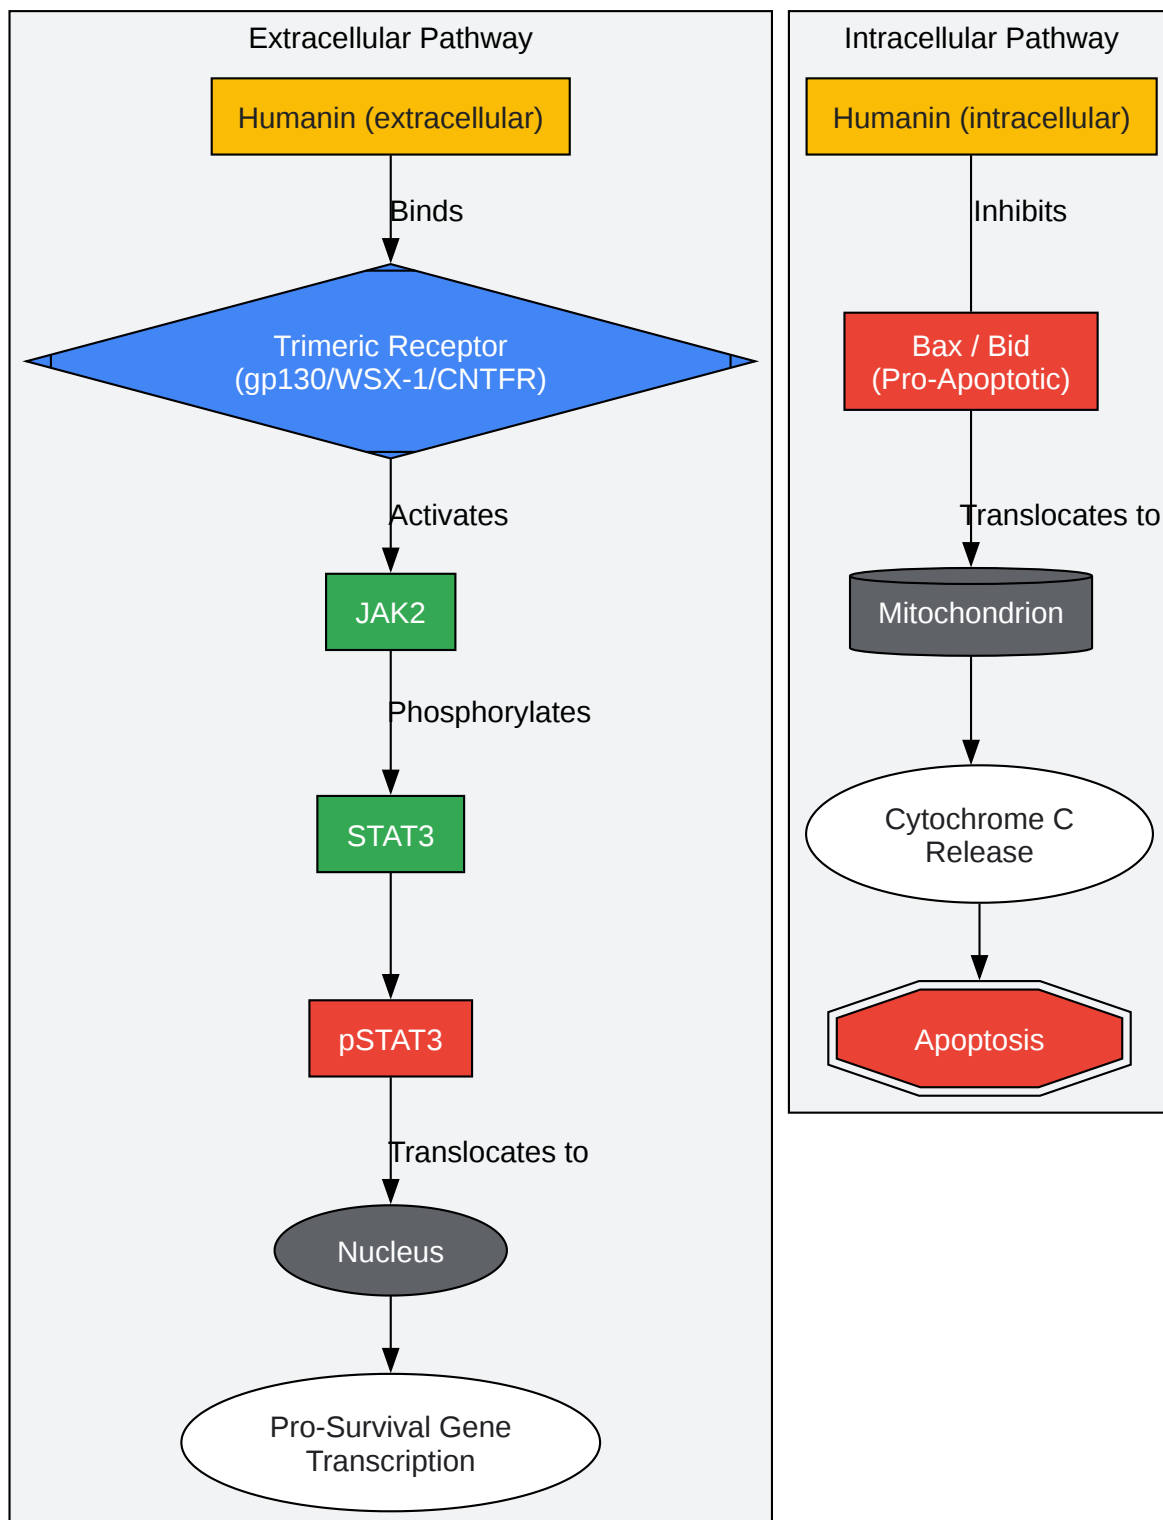 Extracellular Pathway
Humanin (extracellular)
Binds
Trimeric Receptor
(gp130/WSX-1/CNTFR)
Activates
JAK2
Phosphorylates
STAT3
pSTAT3
Translocates to
Nucleus
Pro-Survival Gene
Transcription
Intracellular Pathway
Humanin (intracellular)
Inhibits
Bax / Bid
(Pro-Apoptotic)
Translocates to
Mitochondrion
Cytochrome C
Release
Apoptosis